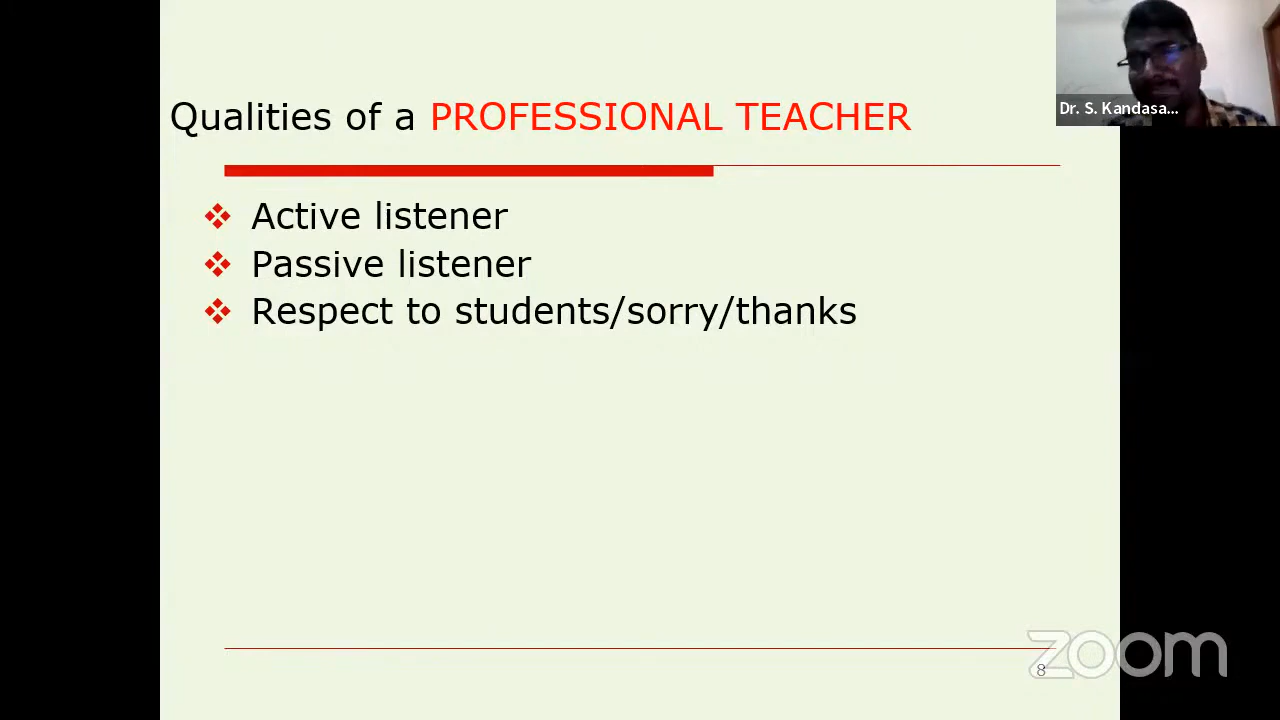 Qualities of a PROFESSIONAL TEACHER
Dr. S. Kandasa...
Active listener
Passive listener
Respect to students/sorry/thanks
zoom
8